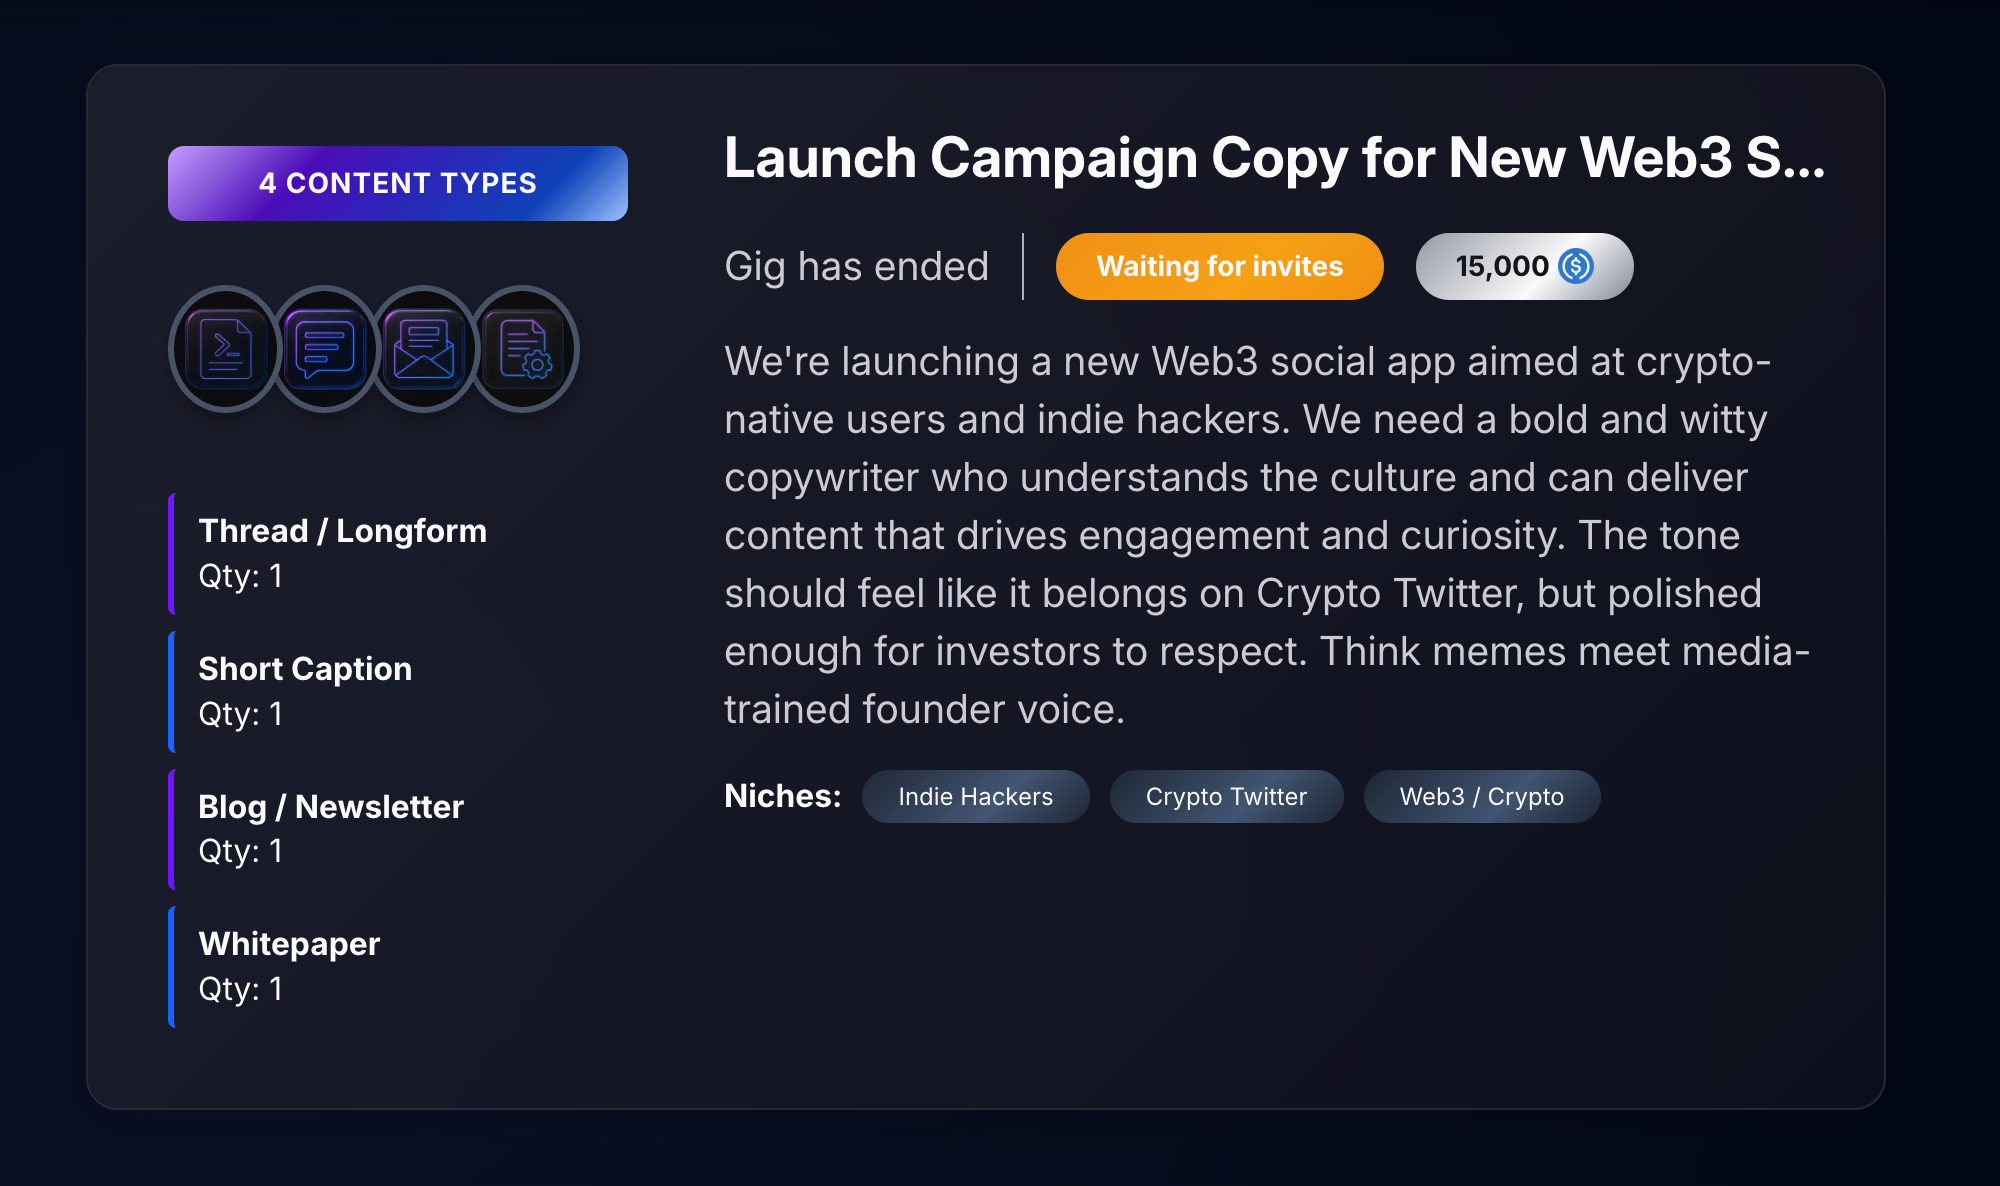 4 CONTENT TYPES
Thread / Longform
Qty: 1
Short Caption
Qty: 1
Blog / Newsletter
Qty: 1
Whitepaper
Qty: 1
Launch Campaign Copy for New Web3 S...
Gig has ended
Waiting for invites
15,000
We're launching a new Web3 social app aimed at crypto-
native users and indie hackers. We need a bold and witty
copywriter who understands the culture and can deliver
content that drives engagement and curiosity. The tone
should feel like it belongs on Crypto Twitter, but polished
enough for investors to respect. Think memes meet media-
trained founder voice.
Niches:
Indie Hackers
Crypto Twitter
Web3 / Crypto